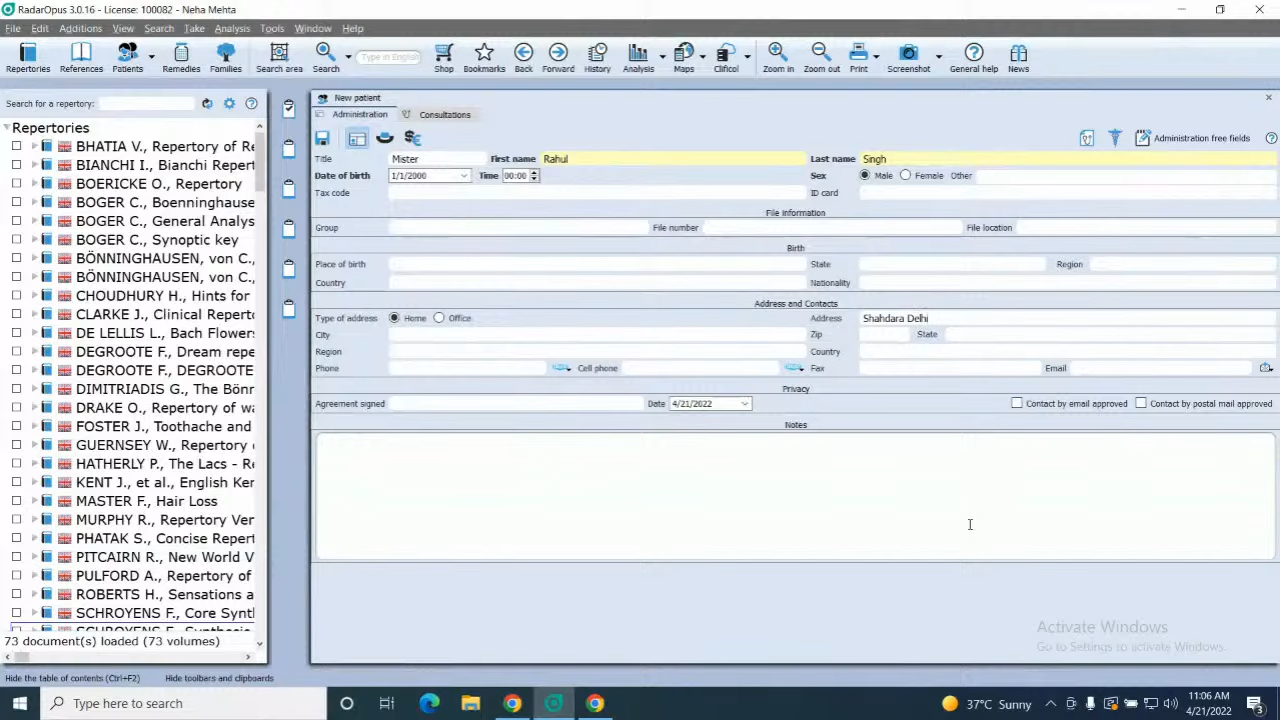 RadarOpus 3.0.16 - License: 100082 - Neha Mehta
File Edit Additions View Search Take Analysis Tools Window Help
Type in English
Repertories References Patients Remedies Families Search area Search Shop Bookmarks Back Forward History Analysis Maps Clificol Zoom in Zoom out Print Screenshot General help News
Search for a repertory:
Repertories
BHATIA V., Repertory of Re
BIANCHI I., Bianchi Repert
BOERICKE O., Repertory
BOGER C., Boenninghause
BOGER C., General Analys
BOGER C., Synoptic key
BÖNNINGHAUSEN, von C.,
BÖNNINGHAUSEN, von C.,
CHOUDHURY H., Hints for
CLARKE J., Clinical Reperto
DE LELLIS L., Bach Flowers
DEGROOTE F., Dream repe
DEGROOTE F., DEGROOTE
DIMITRIADIS G., The Bönn
DRAKE O., Repertory of wa
FOSTER J., Toothache and
GUERNSEY W., Repertory o
HATHERLY P., The Lacs - Re
KENT J., et al., English Ker
MASTER F., Hair Loss
MURPHY R., Repertory Ver
PHATAK S., Concise Repert
PITCAIRN R., New World V
PULFORD A., Repertory of
ROBERTS H., Sensations a
SCHROYENS F., Core Synt
SCHROYENS F., Synthesis
73 document(s) loaded (73 volumes)
New patient
Administration Consultations
Administration free fields
Title Mister First name Rahul Last name Singh
Date of birth 1/1/2000 Time 00:00 Sex Male Female Other
Tax code ID card
File information
Group File number File location
Birth
Place of birth State Region
Country Nationality
Address and Contacts
Type of address Home Office Address Shahdara Delhi
City Zip State
Region Country
Phone Cell phone Fax Email
Privacy
Agreement signed Date 4/21/2022 Contact by email approved Contact by postal mail approved
Notes
Activate Windows
Go to Settings to activate Windows.
Hide the table of contents (Ctrl+F2) Hide toolbars and clipboards
Type here to search
37°C Sunny
11:06 AM
4/21/2022
3